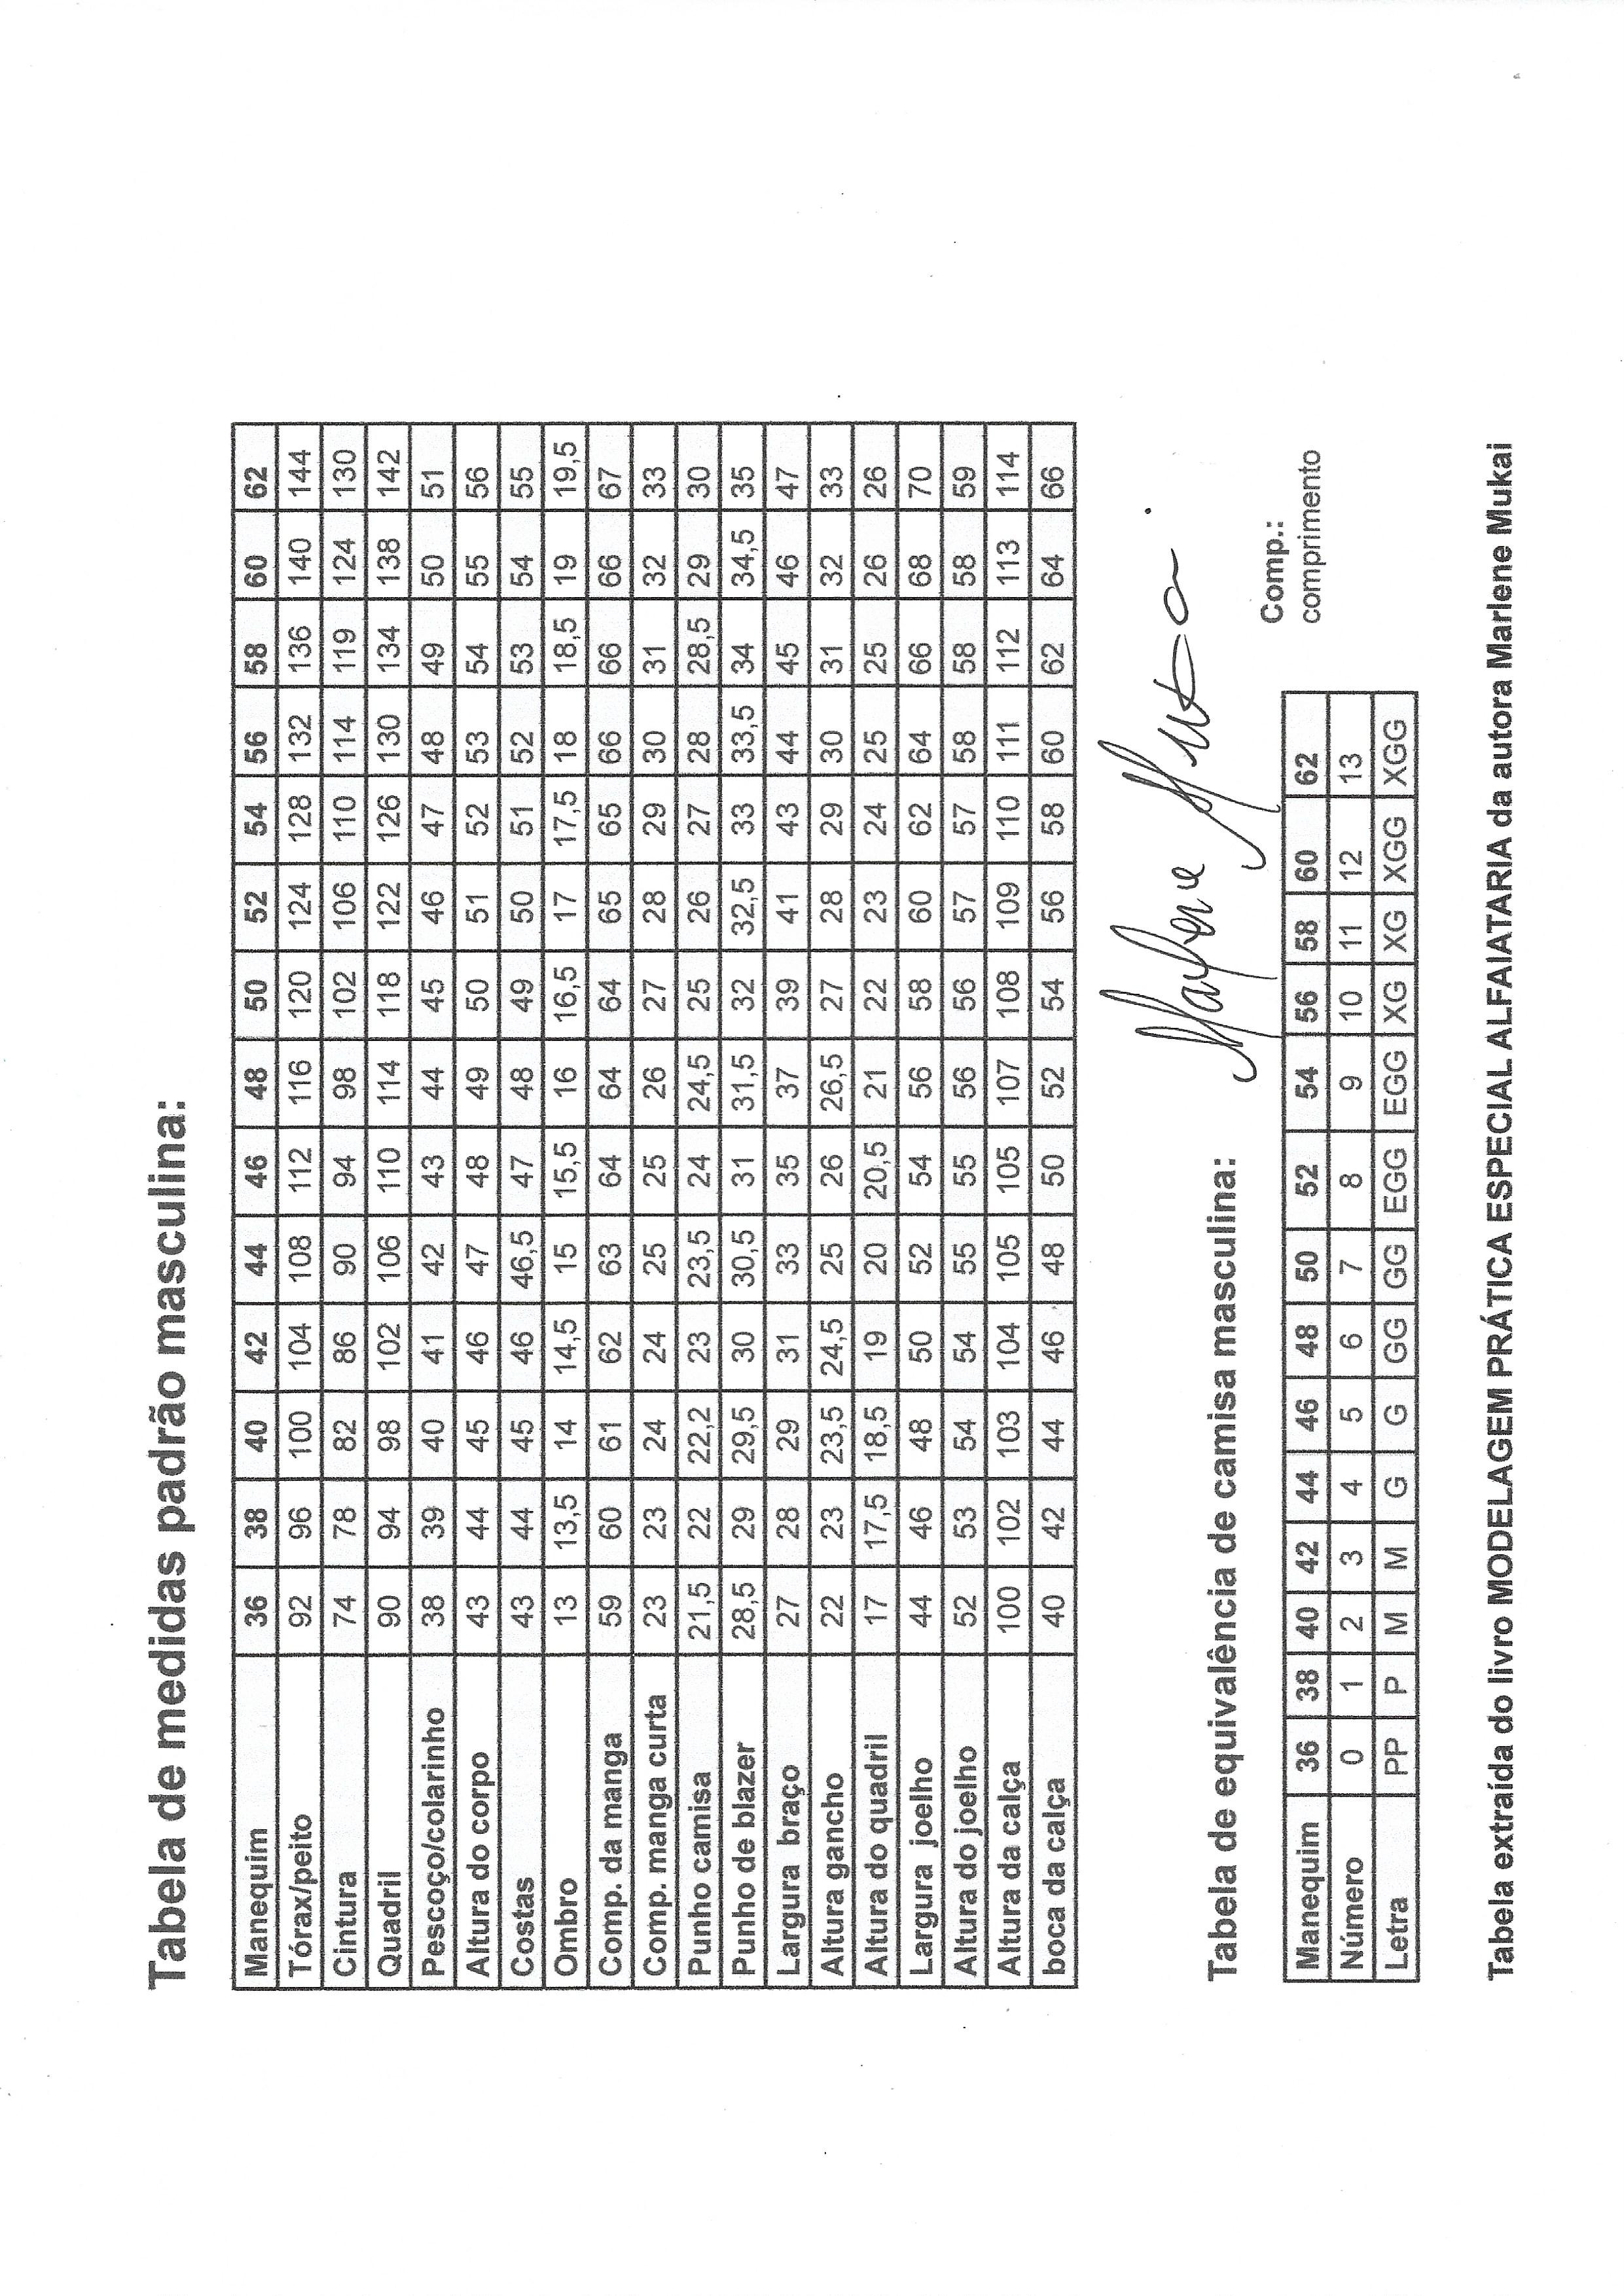 Tabela de medidas padrão masculina:
Manequim 36 38 40 42 44 46 48 50 52 54 56 58 60 62
Tórax/peito 92 96 100 104 108 112 116 120 124 128 132 136 140 144
Cintura 74 78 82 86 90 94 98 102 106 110 114 119 124 130
Quadril 90 94 98 102 106 110 114 118 122 126 130 134 138 142
Pescoço/colarinho 38 39 40 41 42 43 44 45 46 47 48 49 50 51
Altura do corpo 43 44 45 46 47 48 49 50 51 52 53 54 55 56
Costas 43 44 45 46 46,5 47 48 49 50 51 52 53 54 55
Ombro 13 13,5 14 14,5 15 15,5 16 16,5 17 17,5 18 18,5 19 19,5
Comp. da manga 59 60 61 62 63 64 64 64 65 65 66 66 66 67
Comp. manga curta 23 23 24 24 25 25 26 27 28 29 30 31 32 33
Punho camisa 21,5 22 22,2 23 23,5 24 24,5 25 26 27 28 28,5 29 30
Punho de blazer 28,5 29 29,5 30 30,5 31 31,5 32 32,5 33 33,5 34 34,5 35
Largura braço 27 28 29 31 33 35 37 39 41 43 44 45 46 47
Altura gancho 22 23 23,5 24,5 25 26 26,5 27 28 29 30 31 32 33
Altura do quadril 17 17,5 18,5 19 20 20,5 21 22 23 24 25 25 26 26
Largura joelho 44 46 48 50 52 54 56 58 60 62 64 66 68 70
Altura do joelho 52 53 54 54 55 55 56 56 57 57 58 58 58 59
Altura da calça 100 102 103 104 105 105 107 108 109 110 111 112 113 114
boca da calça 40 42 44 46 48 50 52 54 56 58 60 62 64 66
Marlene Mukai
Tabela de equivalência de camisa masculina:
Comp.:
comprimento
Manequim 36 38 40 42 44 46 48 50 52 54 56 58 60 62
Número 0 1 2 3 4 5 6 7 8 9 10 11 12 13
Letra PP P M M G G GG GG EGG EGG XG XG XGG XGG
Tabela extraída do livro MODELAGEM PRÁTICA ESPECIAL ALFAIATARIA da autora Marlene Mukai